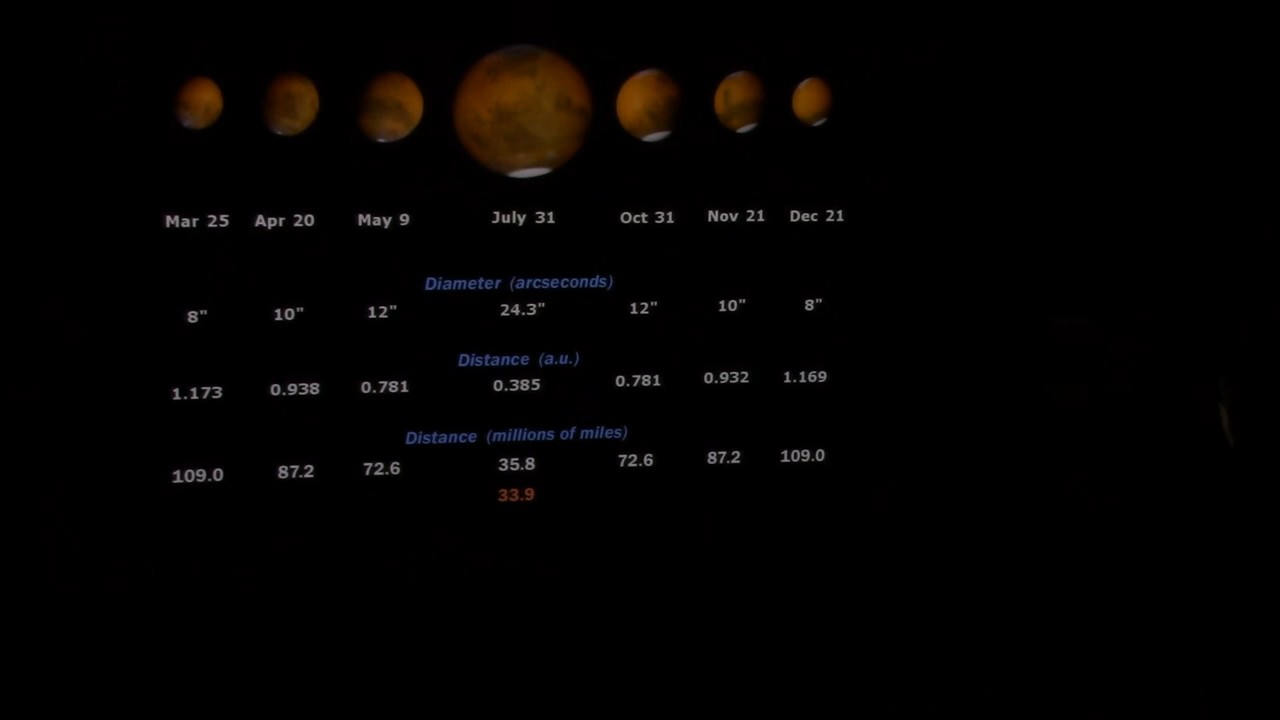 Mar 25 Apr 20 May 9 July 31 Oct 31 Nov 21 Dec 21
Diameter (arcseconds)
8" 10" 12" 24.3" 12" 10" 8"
Distance (a.u.)
1.173 0.938 0.781 0.385 0.781 0.932 1.169
Distance (millions of miles)
109.0 87.2 72.6 35.8 72.6 87.2 109.0
33.9